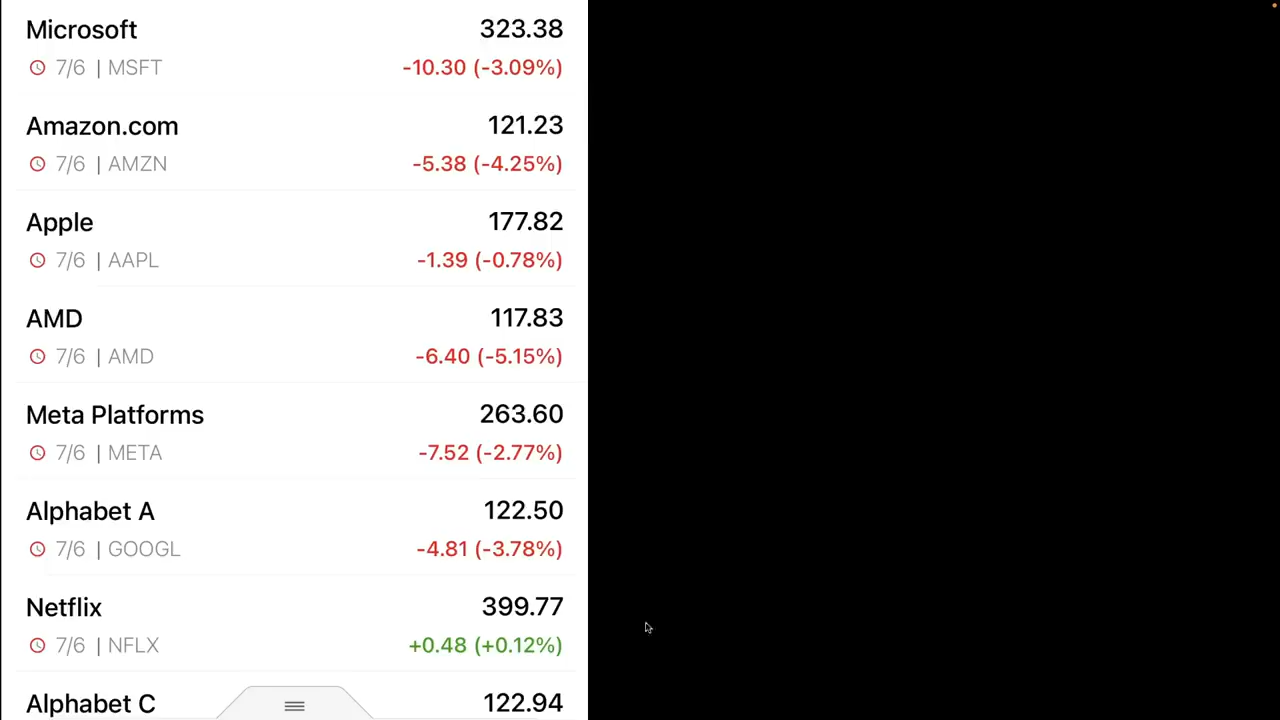 Microsoft 323.38
7/6 | MSFT -10.30 (-3.09%)
Amazon.com 121.23
7/6 | AMZN -5.38 (-4.25%)
Apple 177.82
7/6 | AAPL -1.39 (-0.78%)
AMD 117.83
7/6 | AMD -6.40 (-5.15%)
Meta Platforms 263.60
7/6 | META -7.52 (-2.77%)
Alphabet A 122.50
7/6 | GOOGL -4.81 (-3.78%)
Netflix 399.77
7/6 | NFLX +0.48 (+0.12%)
Alphabet C 122.94